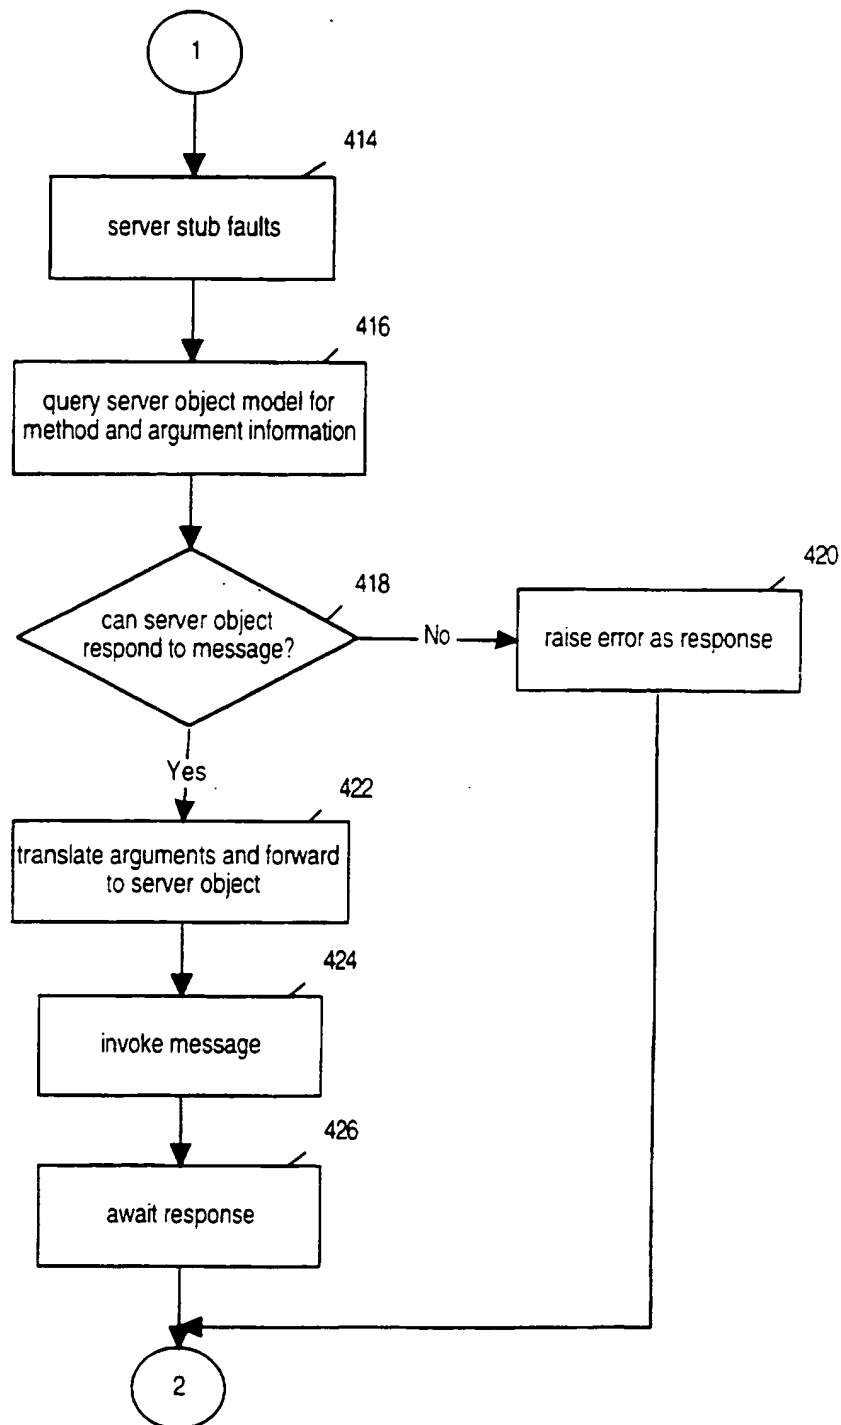 1
414
server stub faults
416
query server object model for
method and argument information
418
can server object
respond to message?
No
420
raise error as response
Yes
422
translate arguments and forward
to server object
424
invoke message
426
await response
2